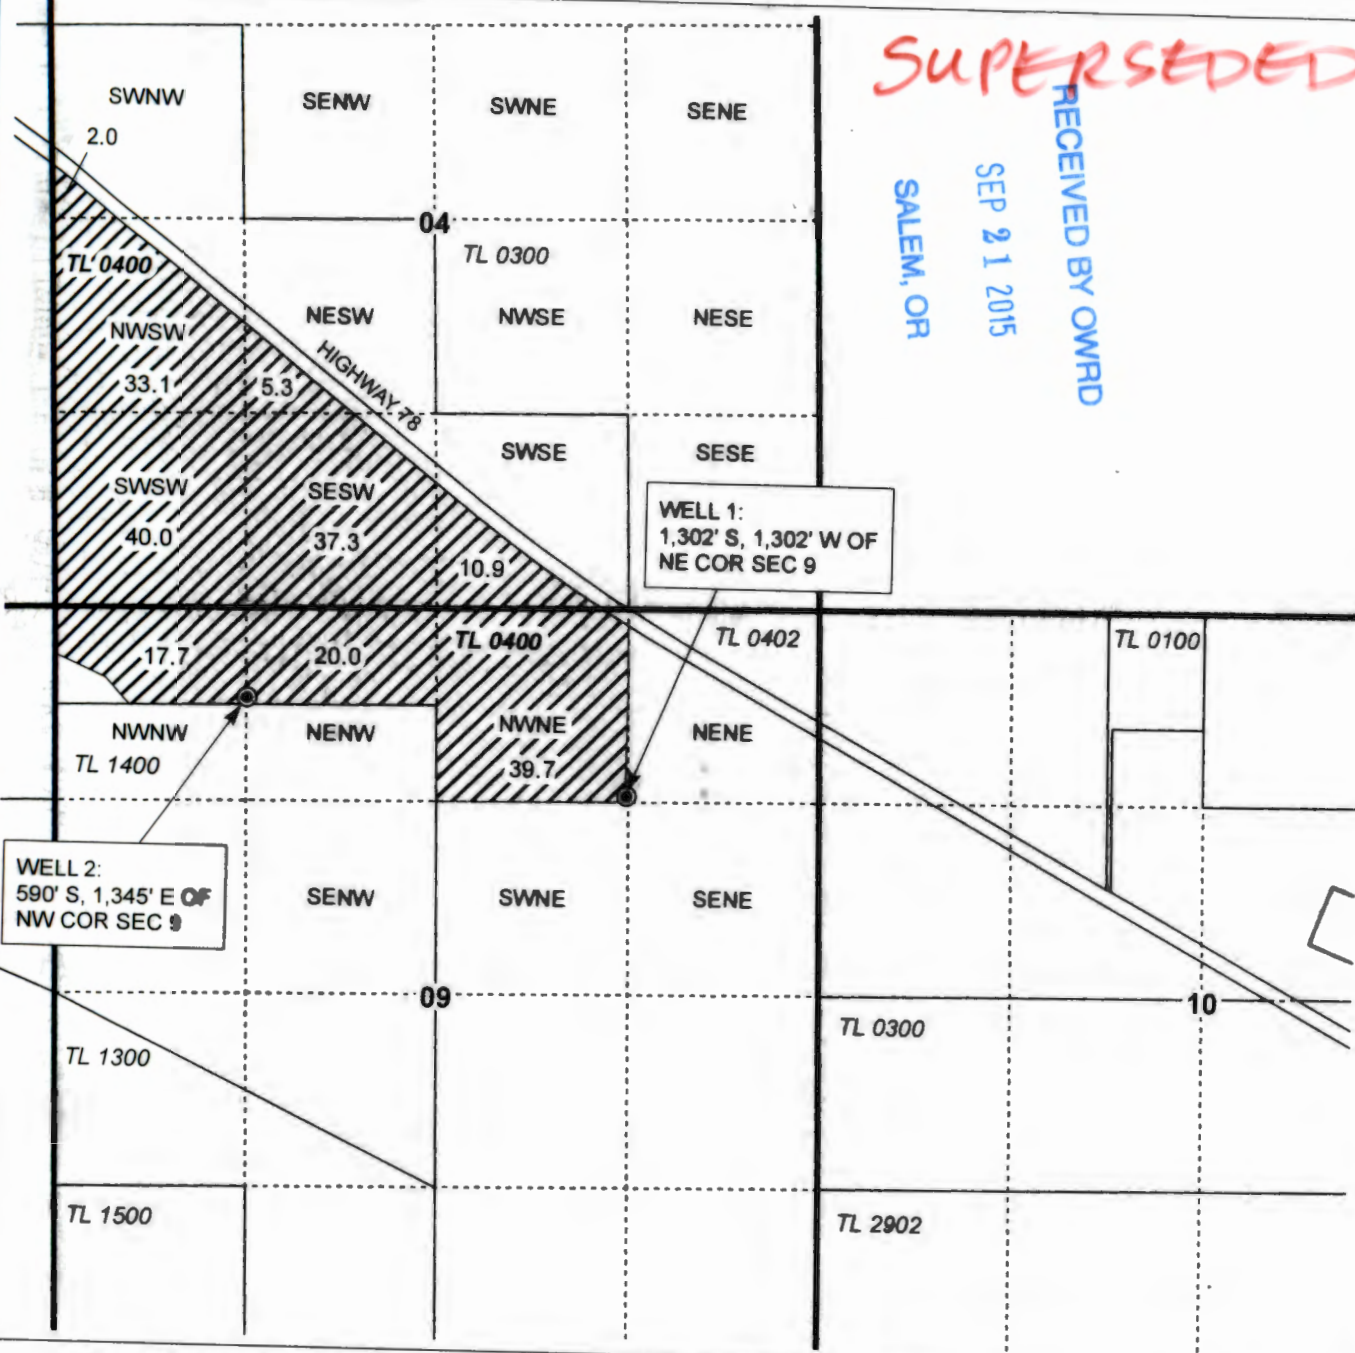 SUPERSEDED
RECEIVED BY OWRD
SEP 21 2015
SALEM, OR
SWNW
SENW
SWNE
SENE
2.0
04
TL 0300
TL 0400
NWSW
NESW
NWSE
NESE
33.1
5.3
HIGHWAY 78
SWSE
SESE
SWSW
SESW
40.0
37.3
10.9
WELL 1:
1,302' S, 1,302' W OF
NE COR SEC 9
17.7
20.0
TL 0400
TL 0402
TL 0100
NWNW
NENW
NWNE
NENE
TL 1400
39.7
WELL 2:
590' S, 1,345' E OF
NW COR SEC 9
SENW
SWNE
SENE
09
10
TL 0300
TL 1300
TL 1500
TL 2902